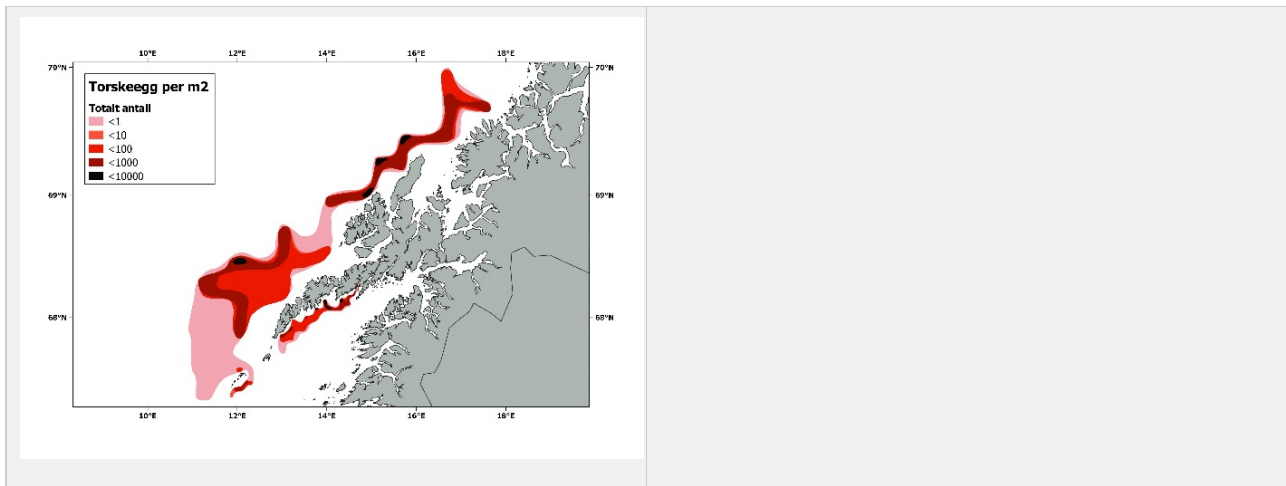 10°E 12°E 14°E 16°E 18°E
70°N 70°N
Torskeegg per m2
Totalt antall
<1
<10
<100
<1000
<10000
69°N 69°N
68°N 68°N
10°E 12°E 14°E 16°E 18°E